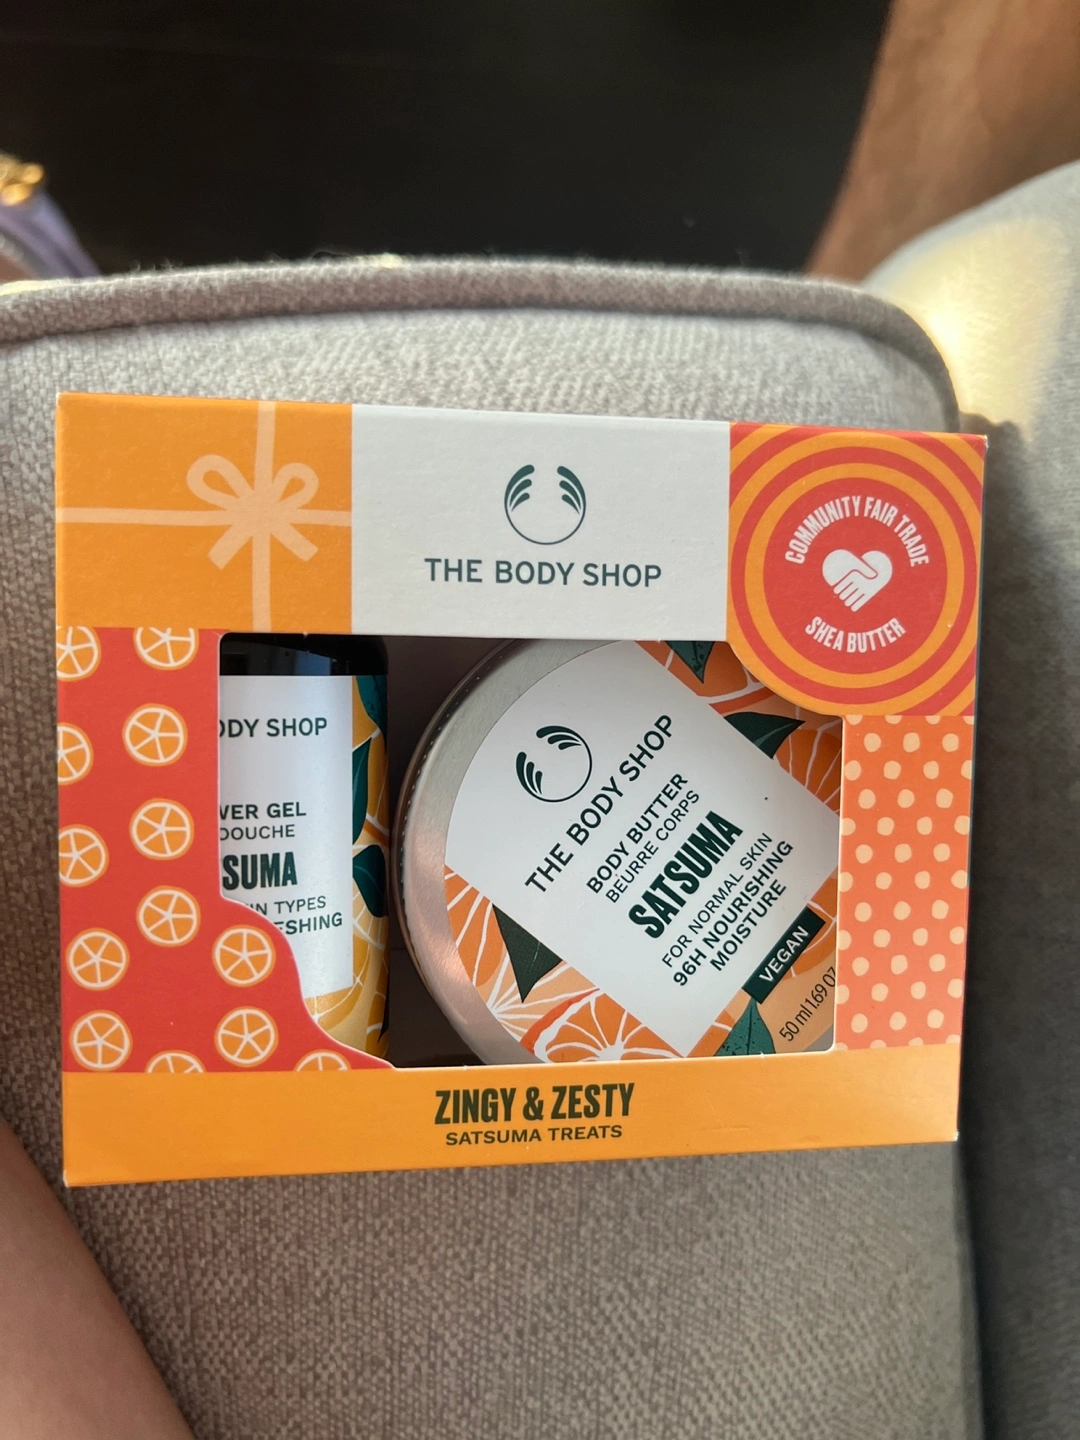 THE BODY SHOP
COMMUNITY FAIR TRADE
SHEA BUTTER
ODY SHOP
VER GEL
DOUCHE
SUMA
IN TYPES
ESHING
THE BODY SHOP
BODY BUTTER
BEURRE CORPS
SATSUMA
FOR NORMAL SKIN
96H NOURISHING
MOISTURE
VEGAN
50 ml 1.69 OZ
ZINGY & ZESTY
SATSUMA TREATS